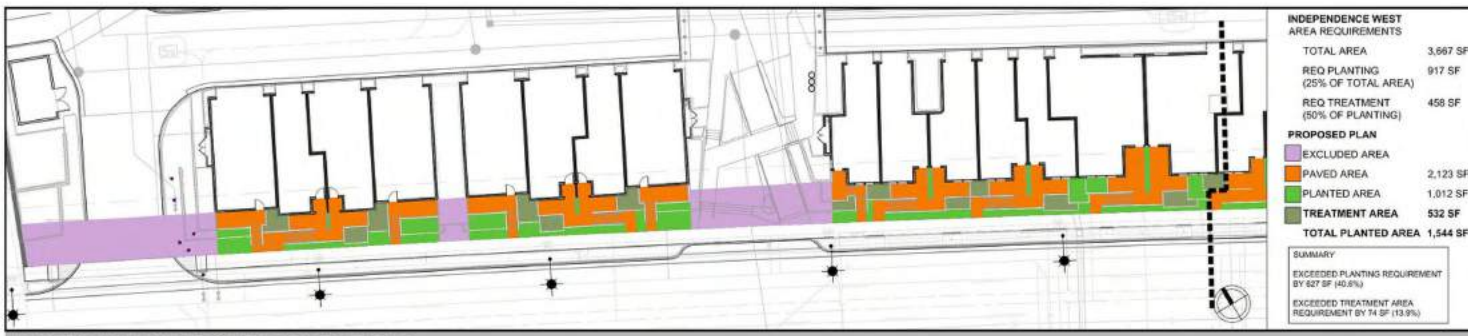 INDEPENDENCE WEST
AREA REQUIREMENTS
TOTAL AREA 3,667 SF
REQ PLANTING 917 SF
(25% OF TOTAL AREA)
REQ TREATMENT 458 SF
(50% OF PLANTING)
PROPOSED PLAN
EXCLUDED AREA
PAVED AREA 2,123 SF
PLANTED AREA 1,012 SF
TREATMENT AREA 532 SF
TOTAL PLANTED AREA 1,544 SF
SUMMARY
EXCEEDED PLANTING REQUIREMENT
BY 627 SF (40.6%)
EXCEEDED TREATMENT AREA
REQUIREMENT BY 74 SF (13.9%)